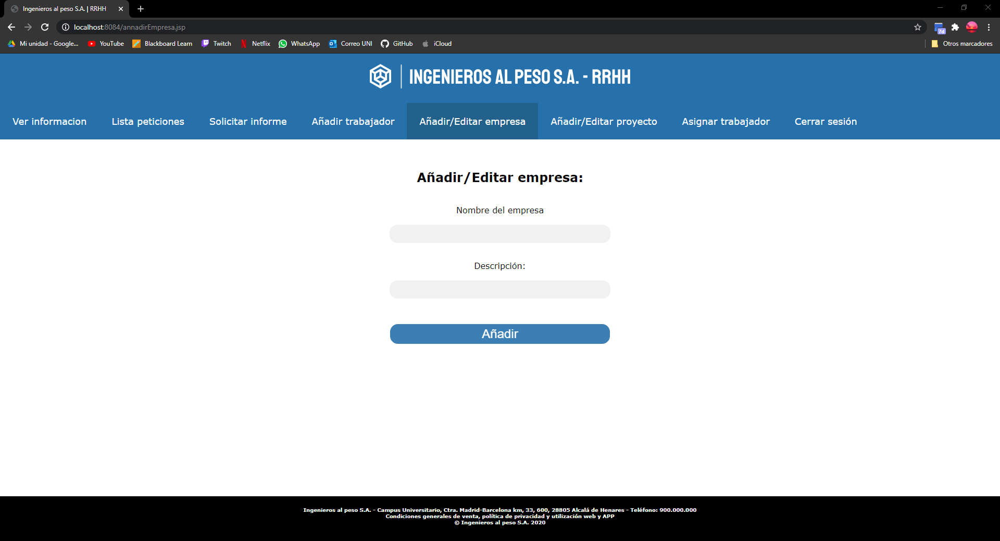 Ingenieros al peso S.A. | RRHH
localhost:8084/annadirEmpresa.jsp
7d
Mi unidad - Google... YouTube Blackboard Learn Twitch Netflix WhatsApp Correo UNI GitHub iCloud Otros marcadores
INGENIEROS AL PESO S.A. - RRHH
Ver informacion Lista peticiones Solicitar informe Añadir trabajador Añadir/Editar empresa Añadir/Editar proyecto Asignar trabajador Cerrar sesión
Añadir/Editar empresa:
Nombre del empresa
Descripción:
Añadir
Ingenieros al peso S.A. - Campus Universitario, Ctra. Madrid-Barcelona km, 33, 600, 28805 Alcalá de Henares - Teléfono: 900.000.000
Condiciones generales de venta, política de privacidad y utilización web y APP
© Ingenieros al peso S.A. 2020